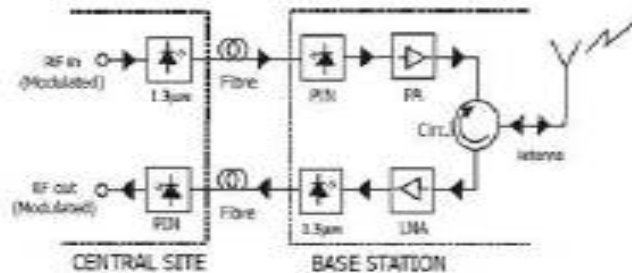 RF in
(Modulated)
1.3µm
Fibre
PIN
PA
Circ.
Antenna
RF out
(Modulated)
PIN
Fibre
1.3µm
LNA
CENTRAL SITE
BASE STATION